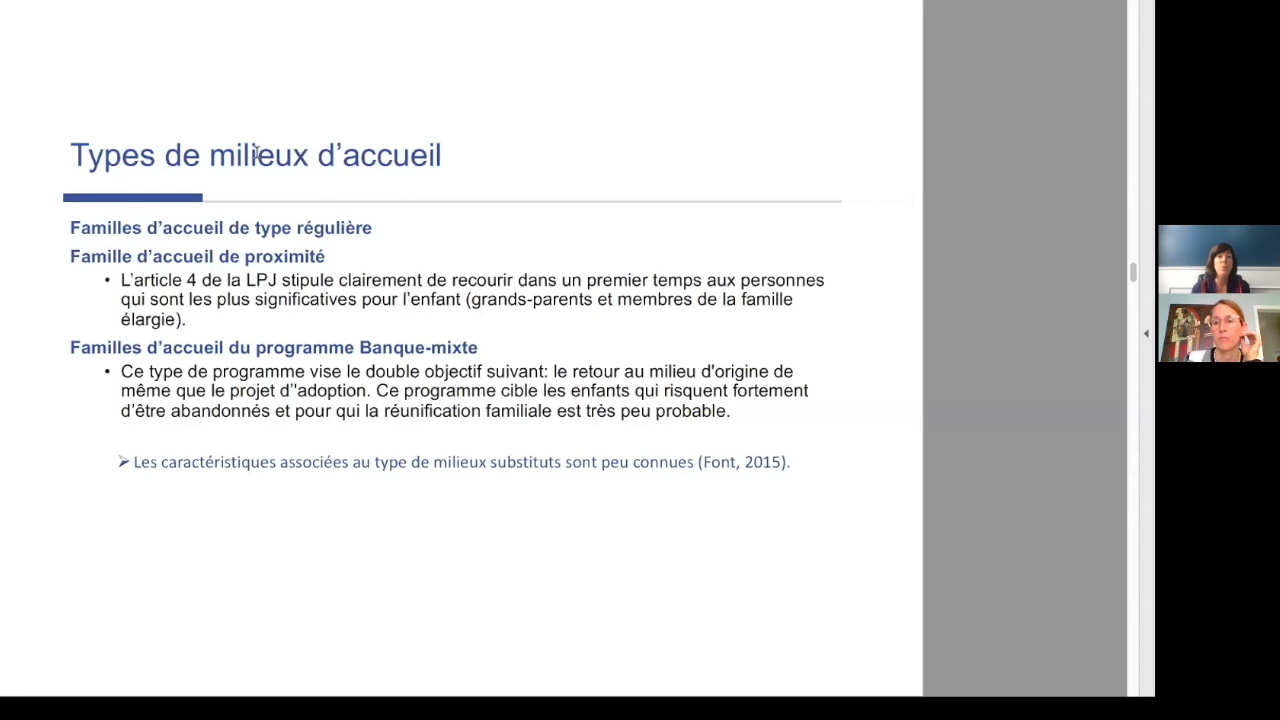 Types de milieux d’accueil
Familles d’accueil de type régulière
Famille d’accueil de proximité
• L’article 4 de la LPJ stipule clairement de recourir dans un premier temps aux personnes
qui sont les plus significatives pour l’enfant (grands-parents et membres de la famille
élargie).
Familles d’accueil du programme Banque-mixte
• Ce type de programme vise le double objectif suivant: le retour au milieu d'origine de
même que le projet d’'adoption. Ce programme cible les enfants qui risquent fortement
d’être abandonnés et pour qui la réunification familiale est très peu probable.
➢ Les caractéristiques associées au type de milieux substituts sont peu connues (Font, 2015).